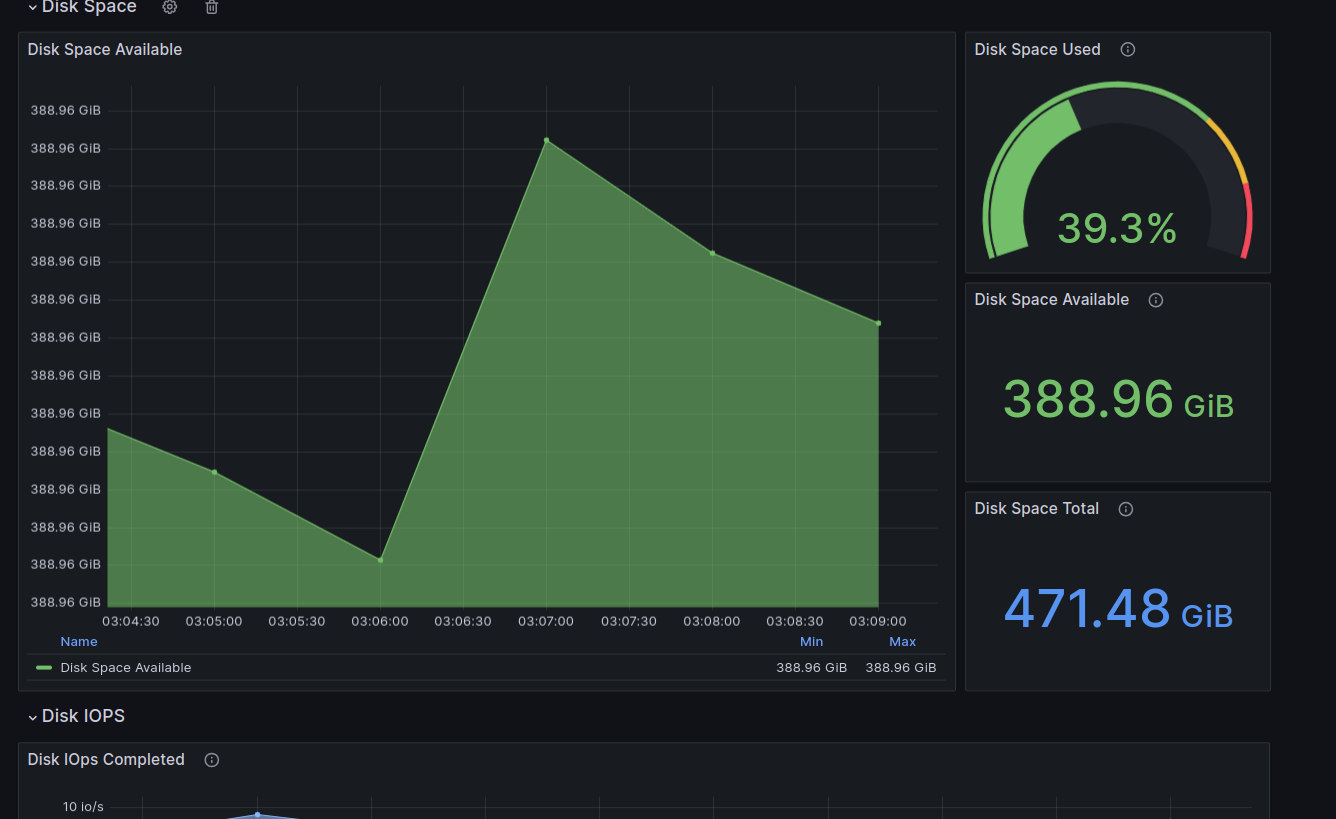 Disk Space
Disk Space Available
388.96 GiB
388.96 GiB
388.96 GiB
388.96 GiB
388.96 GiB
388.96 GiB
388.96 GiB
388.96 GiB
388.96 GiB
388.96 GiB
388.96 GiB
388.96 GiB
388.96 GiB
388.96 GiB
03:04:30 03:05:00 03:05:30 03:06:00 03:06:30 03:07:00 03:07:30 03:08:00 03:08:30 03:09:00
Name Min Max
Disk Space Available 388.96 GiB 388.96 GiB
Disk Space Used
39.3%
Disk Space Available
388.96 GiB
Disk Space Total
471.48 GiB
Disk IOPS
Disk IOps Completed
10 io/s